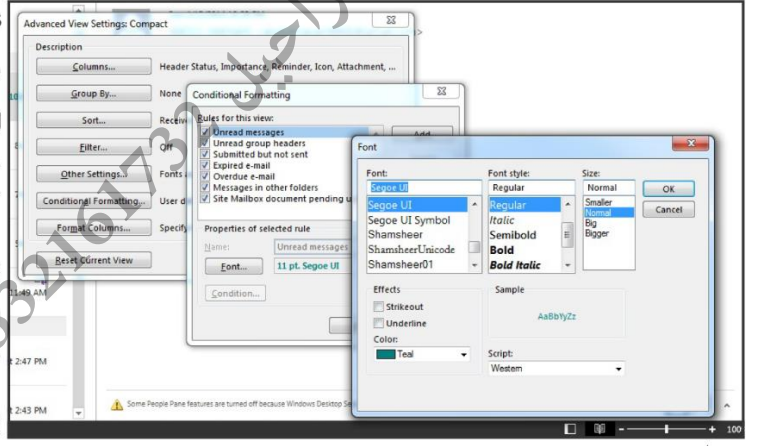 Advanced View Settings: Compact
Description
Columns...
Header Status, Importance, Reminder, Icon, Attachment, ...
Group By...
None
Sort...
Filter...
Off
Other Settings...
Fonts
Conditional Formatting...
User
Format Columns...
Specify
Reset Current View
Conditional Formatting
Rules for this view:
Unread messages
Unread group headers
Submitted but not sent
Expired e-mail
Overdue e-mail
Messages in other folders
Site Mailbox document pending
Add
Properties of selected rule
Name:
Unread messages
Font...
11 pt. Segoe UI
Condition...
Font
Font:
Segoe UI
Segoe UI
Segoe UI Symbol
Shamsheer
ShamsheerUnicode
Shamsheer01
Font style:
Regular
Regular
Italic
Semibold
Bold
Bold Italic
Size:
Normal
Smaller
Normal
Big
Bigger
OK
Cancel
Effects
Strikeout
Underline
Color:
Teal
Sample
AaBbYyZz
Script:
Western
11:49 AM
2:47 PM
2:43 PM
Some People Pane features are turned off because Windows Desktop
100